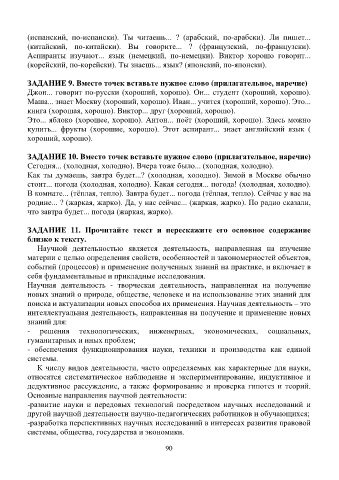 (испанский, по-испански). Ты читаешь... ? (арабский, по-арабски). Ли пишет...
(китайский, по-китайски). Вы говорите... ? (французский, по-французски).
Аспиранты изучают... язык (немецкий, по-немецки). Виктор хорошо говорит...
(корейский, по-корейски). Ты знаешь... язык? (японский, по-японски).
ЗАДАНИЕ 9. Вместо точек вставьте нужное слово (прилагательное, наречие)
Джон... говорит по-русски (хороший, хорошо). Он... студент (хороший, хорошо).
Маша... знает Москву (хороший, хорошо). Иван... учится (хороший, хорошо). Это...
книга (хорошая, хорошо). Виктор... друг (хороший, хорошо).
Это... яблоко (хорошее, хорошо). Антон... поёт (хороший, хорошо). Здесь можно
купить... фрукты (хорошие, хорошо). Этот аспирант... знает английский язык (
хороший, хорошо).
ЗАДАНИЕ 10. Вместо точек вставьте нужное слово (прилагательное, наречие)
Сегодня... (холодная, холодно). Вчера тоже было... (холодная, холодно).
Как ты думаешь, завтра будет...? (холодная, холодно). Зимой в Москве обычно
стоит... погода (холодная, холодно). Какая сегодня... погода! (холодная, холодно).
В комнате... (тёплая, тепло). Завтра будет... погода (тёплая, тепло). Сейчас у вас на
родине... ? (жаркая, жарко). Да, у нас сейчас... (жаркая, жарко). По радио сказали,
что завтра будет... погода (жаркая, жарко).
ЗАДАНИЕ 11. Прочитайте текст и перескажите его основное содержание
близко к тексту.
Научной деятельностью является деятельность, направленная на изучение
материи с целью определения свойств, особенностей и закономерностей объектов,
событий (процессов) и применение полученных знаний на практике, и включает в
себя фундаментальные и прикладные исследования.
Научная деятельность - творческая деятельность, направленная на получение
новых знаний о природе, обществе, человеке и на использование этих знаний для
поиска и актуализации новых способов их применения. Научная деятельность – это
интеллектуальная деятельность, направленная на получение и применение новых
знаний для:
- решения технологических, инженерных, экономических, социальных,
гуманитарных и иных проблем;
- обеспечения функционирования науки, техники и производства как единой
системы.
К числу видов деятельности, часто определяемых как характерные для науки,
относятся систематическое наблюдение и экспериментирование, индуктивное и
дедуктивное рассуждение, а также формирование и проверка гипотез и теорий.
Основные направления научной деятельности:
-развитие науки и передовых технологий посредством научных исследований и
другой научной деятельности научно-педагогических работников и обучающихся;
-разработка перспективных научных исследований в интересах развития правовой
системы, общества, государства и экономики.
90